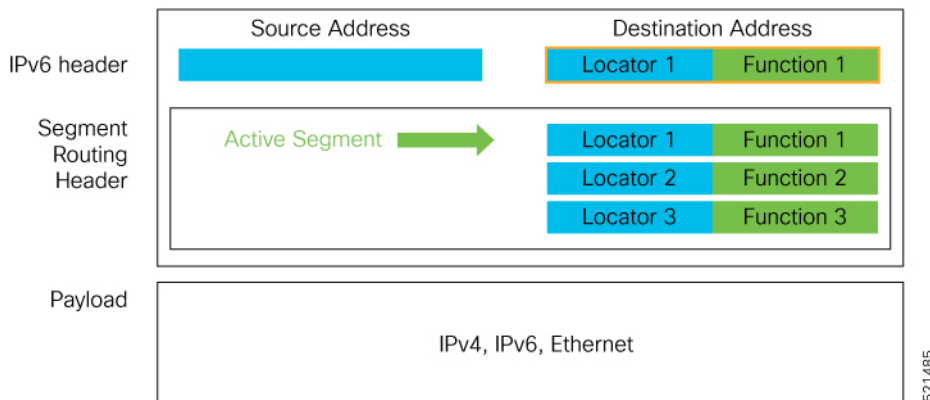 Source Address
Destination Address
IPv6 header
Locator 1
Function 1
Segment
Routing
Header
Active Segment
Locator 1
Function 1
Locator 2
Function 2
Locator 3
Function 3
Payload
IPv4, IPv6, Ethernet
521485